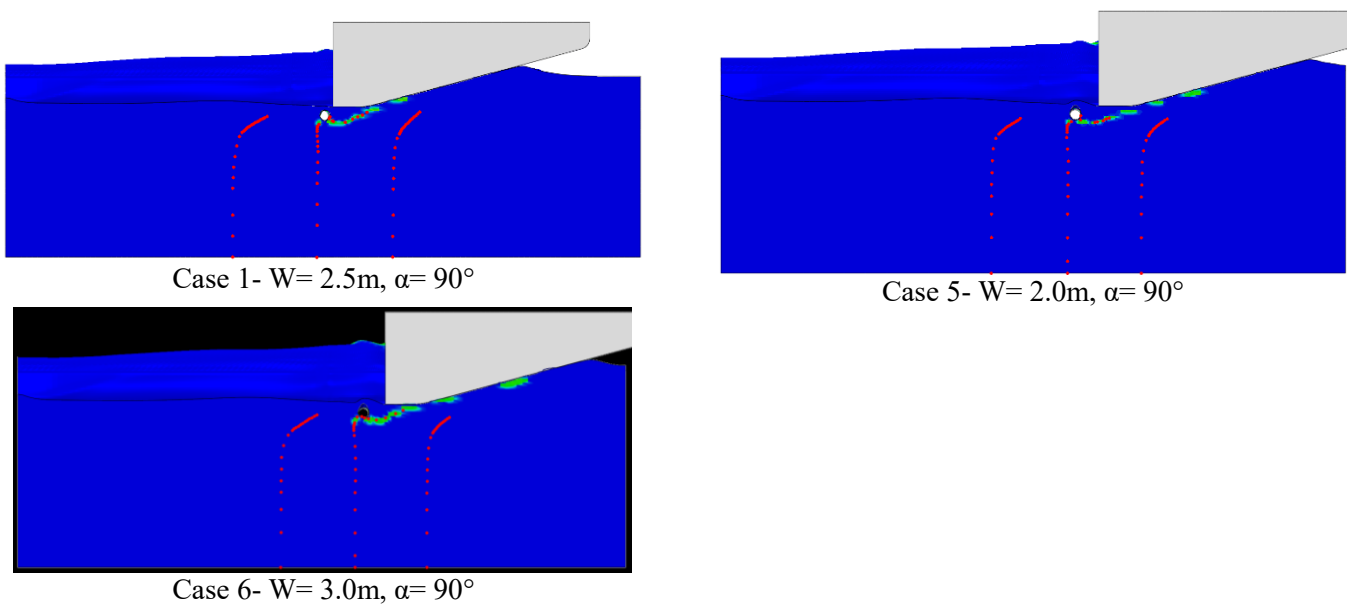 Case 1- W= 2.5m, α= 90°
Case 5- W= 2.0m, α= 90°
Case 6- W= 3.0m, α= 90°